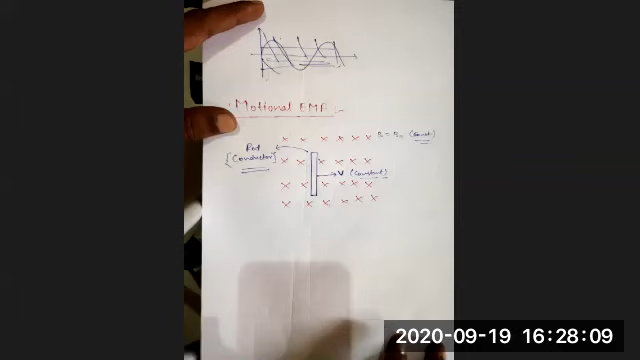 Motional EMF :-
B = B₀ (Const.)
Rod
[Conductor]
V (Constant)
2020-09-19 16:28:09